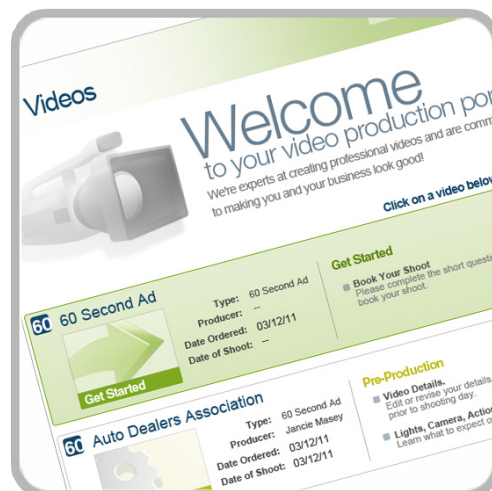 Videos
Welcome
to your video production
We're experts at creating professional videos and are
to making you and your business look good!
Click on a video below
60 60 Second Ad
Get Started
Type: 60 Second Ad
Producer: --
Date Ordered: 03/12/11
Date of Shoot: --
Get Started
Book Your Shoot
Please complete the short
book your shoot.
60 Auto Dealers Association
Type: 60 Second Ad
Producer: Jancie Masey
Date Ordered: 03/12/11
Date of Shoot: 03/12/11
Pre-Production
Video Details,
Edit or revise your details
prior to shooting day.
Lights, Camera,
Learn what to expect